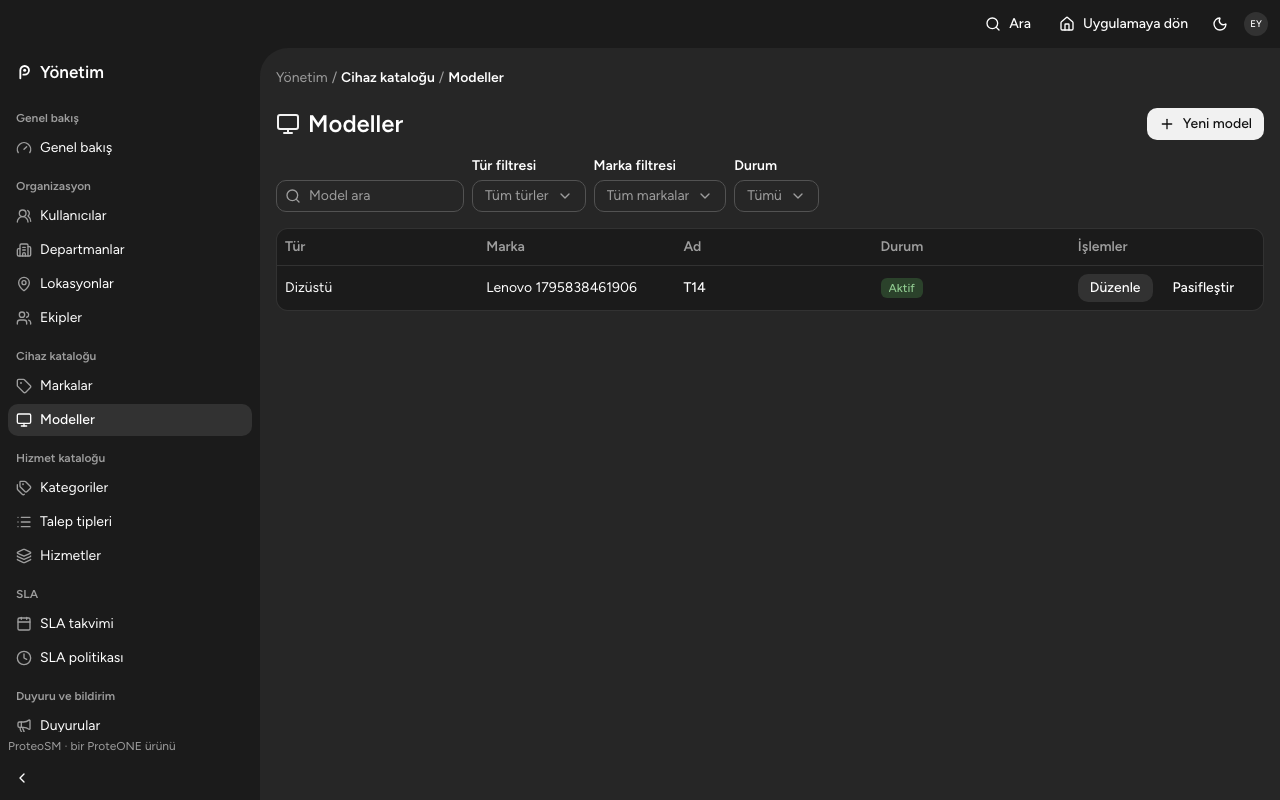 Ara
Uygulamaya dön
EY
Yönetim
Genel bakış
Genel bakış
Organizasyon
Kullanıcılar
Departmanlar
Lokasyonlar
Ekipler
Cihaz kataloğu
Markalar
Modeller
Hizmet kataloğu
Kategoriler
Talep tipleri
Hizmetler
SLA
SLA takvimi
SLA politikası
Duyuru ve bildirim
Duyurular
ProteoSM · bir ProteONE ürünü
Yönetim / Cihaz kataloğu / Modeller
Modeller
Yeni model
Tür filtresi Marka filtresi Durum
Model ara Tüm türler Tüm markalar Tümü
Tür Marka Ad Durum İşlemler
Dizüstü Lenovo 1795838461906 T14 Aktif Düzenle Pasifleştir